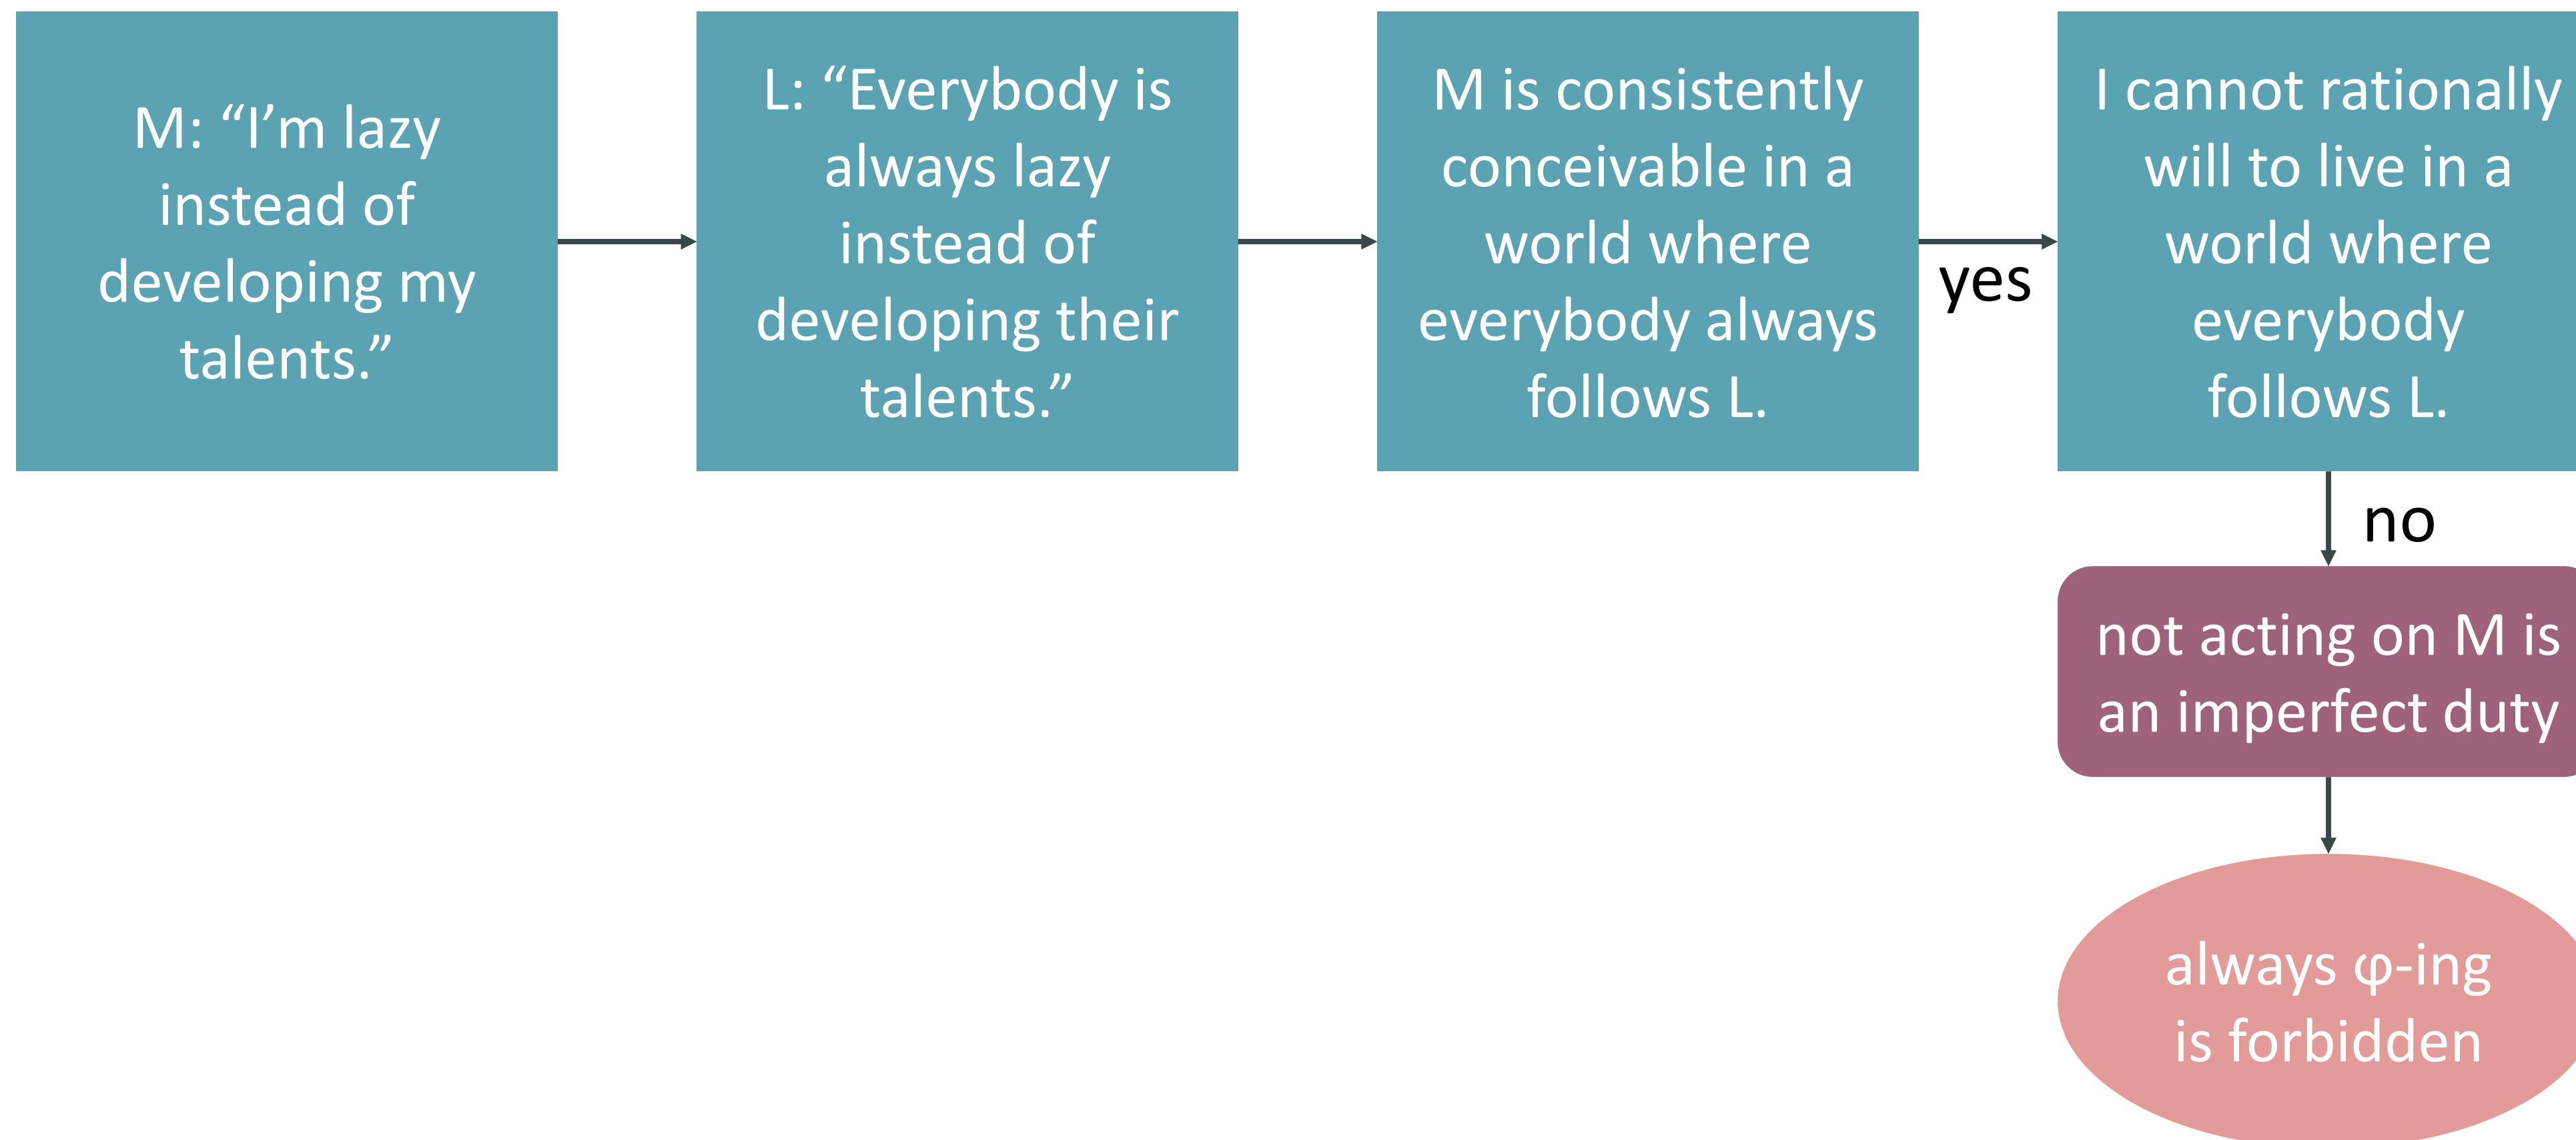 M: “I’m lazy
instead of
developing my
talents.”
L: “Everybody is
always lazy
instead of
developing their
talents.”
M is consistently
conceivable in a
world where
everybody always
follows L.
yes
I cannot rationally
will to live in a
world where
everybody
follows L.
no
not acting on M is
an imperfect duty
always φ-ing
is forbidden